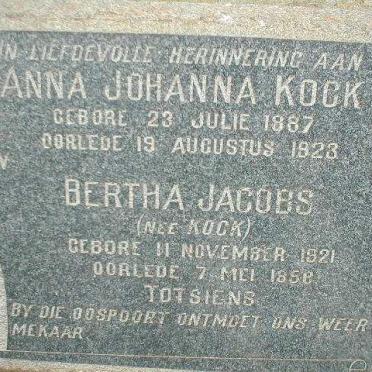 IN LIEFDEVOLLE HERINNERING AAN
ANNA JOHANNA KOCK
GEBORE 23 JULIE 1887
OORLEDE 19 AUGUSTUS 1923
BERTHA JACOBS
(NEE KOCK)
GEBORE 11 NOVEMBER 1921
OORLEDE 7 MEI 1958
TOTSIENS
BY DIE OOSPOORT ONTMOET ONS WEER
MEKAAR